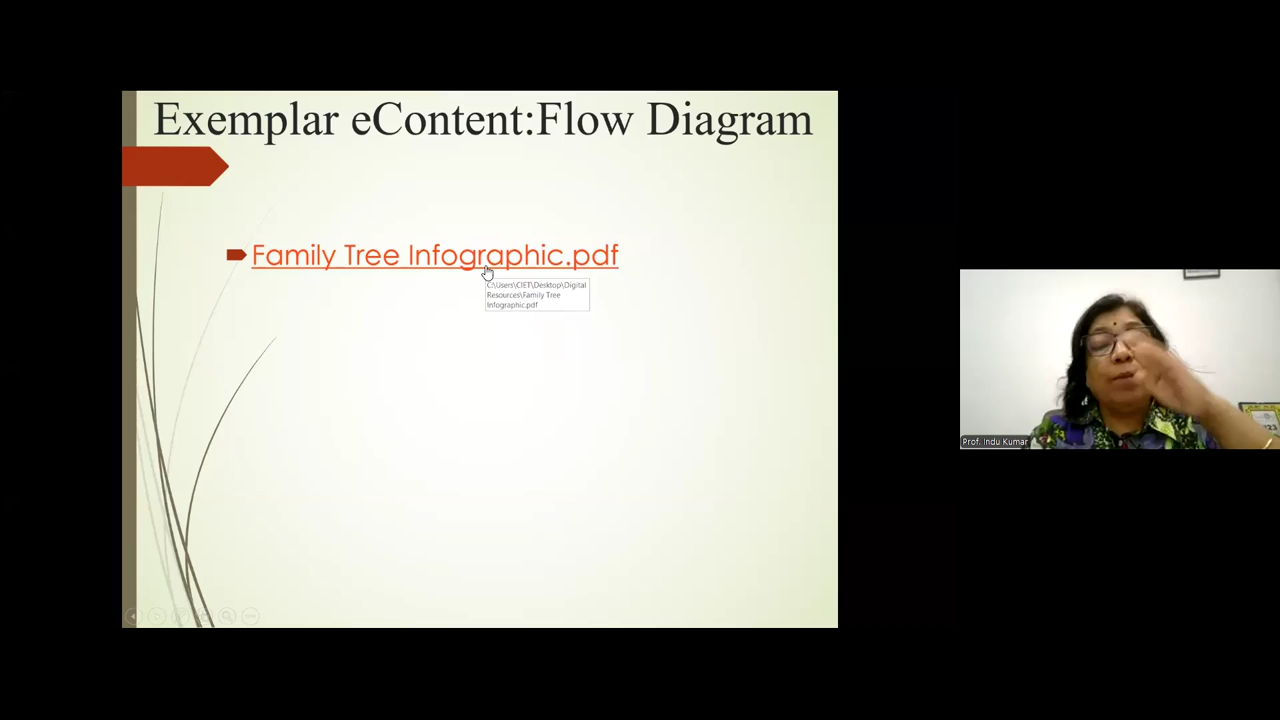 Exemplar eContent:Flow Diagram
Family Tree Infographic.pdf
C:\Users\CIET\Desktop\Digital
Resources\Family Tree
Infographic.pdf
Prof. Indu Kumar